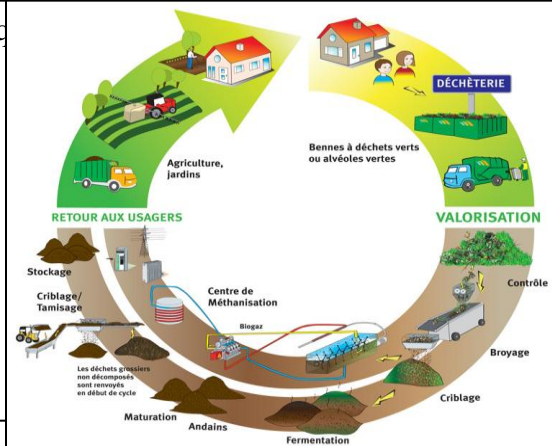 DÉCHÈTERIE
Bennes à déchets verts
ou alvéoles vertes
Agriculture,
jardins
RETOUR AUX USAGERS
VALORISATION
Stockage
Contrôle
Criblage/
Tamisage
Centre de
Méthanisation
Biogaz
Broyage
Les déchets grossiers
non décomposés
sont renvoyés
en début de cycle
Criblage
Maturation
Andains
Fermentation